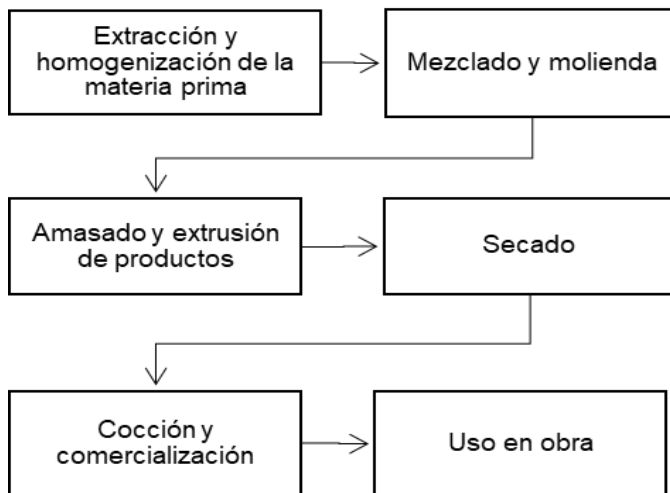 Extracción y
homogenización de la
materia prima
Mezclado y molienda
Amasado y extrusión
de productos
Secado
Cocción y
comercialización
Uso en obra